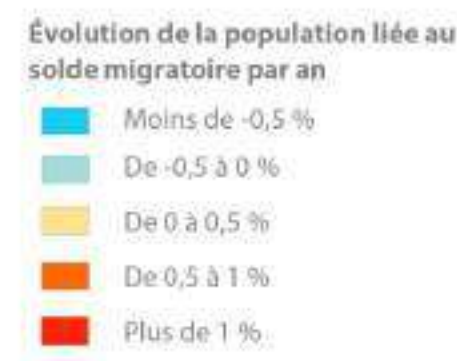 Évolution de la population liée au
solde migratoire par an
Moins de -0,5 %
De -0,5 à 0 %
De 0 à 0,5 %
De 0,5 à 1 %
Plus de 1 %